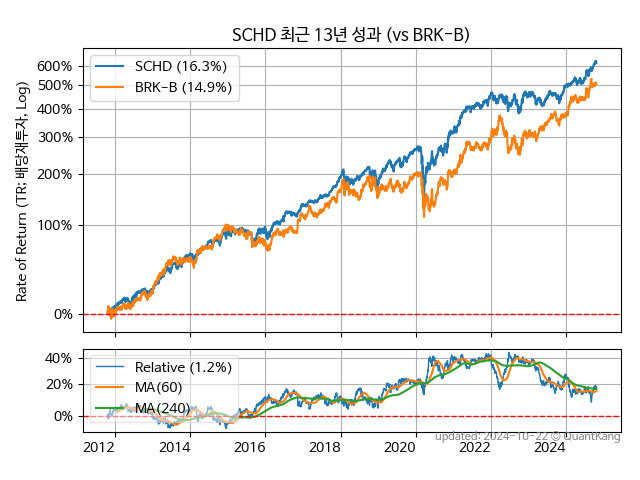 SCHD 최근 13년 성과 (vs BRK-B)
Rate of Return (TR: 배당재투자, Log)
600%
500%
400%
300%
200%
100%
0%
SCHD (16.3%)
BRK-B (14.9%)
40%
20%
0%
Relative (1.2%)
MA(60)
MA(240)
updated: 2024-10-22 © QuantKang
2012 2014 2016 2018 2020 2022 2024